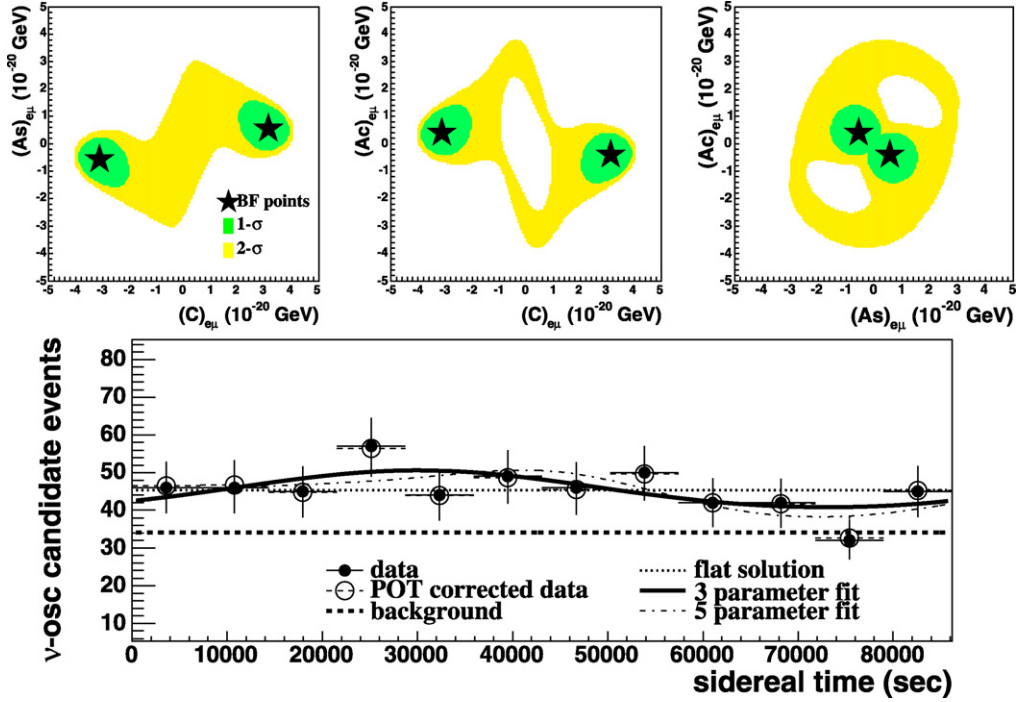 (As)eμ (10-20 GeV)
5
4
3
2
1
0
-1
-2
-3
-4
-5
★BF points
1-σ
2-σ
-5 -4 -3 -2 -1 0 1 2 3 4 5
(C)eμ (10-20 GeV)
(Ac)eμ (10-20 GeV)
5
4
3
2
1
0
-1
-2
-3
-4
-5
-5 -4 -3 -2 -1 0 1 2 3 4 5
(C)eμ (10-20 GeV)
(Ac)eμ (10-20 GeV)
5
4
3
2
1
0
-1
-2
-3
-4
-5
-5 -4 -3 -2 -1 0 1 2 3 4 5
(As)eμ (10-20 GeV)
ν-osc candidate events
80
70
60
50
40
30
20
10
data
POT corrected data
background
flat solution
3 parameter fit
5 parameter fit
0 10000 20000 30000 40000 50000 60000 70000 80000
sidereal time (sec)